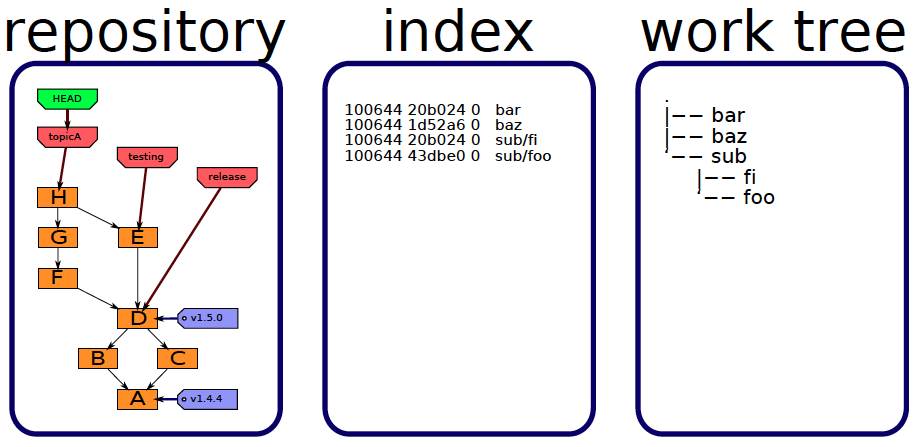 repository
HEAD
topicA
testing
release
H
G
E
F
D
v1.5.0
B
C
A
v1.4.4
index
100644 20b024 0 bar
100644 1d52a6 0 baz
100644 20b024 0 sub/fi
100644 43dbe0 0 sub/foo
work tree
.
|-- bar
|-- baz
`-- sub
|-- fi
`-- foo